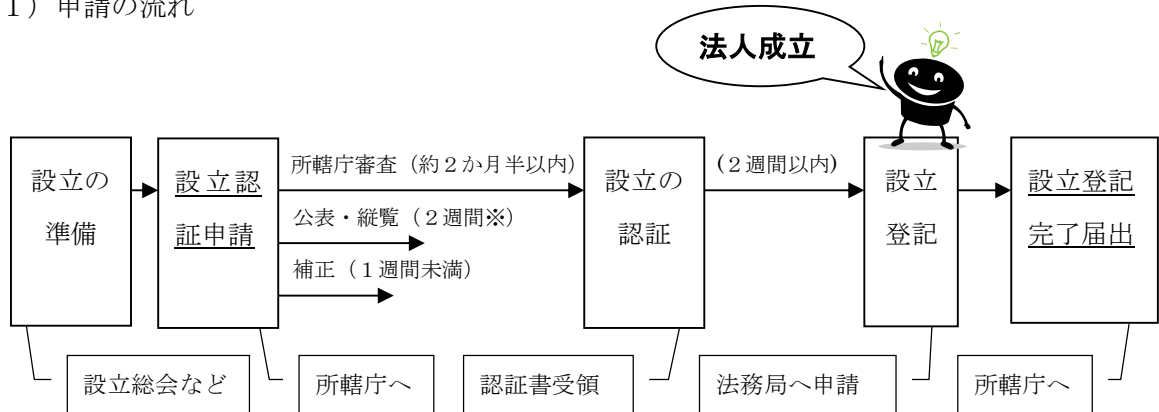 1）申請の流れ
法人成立
設立の
準備
設立認
証申請
所轄庁審査（約２か月半以内）
公表・縦覧（２週間※）
補正（１週間未満）
設立の
認証
(２週間以内)
設立
登記
設立登記
完了届出
設立総会など
所轄庁へ
認証書受領
法務局へ申請
所轄庁へ